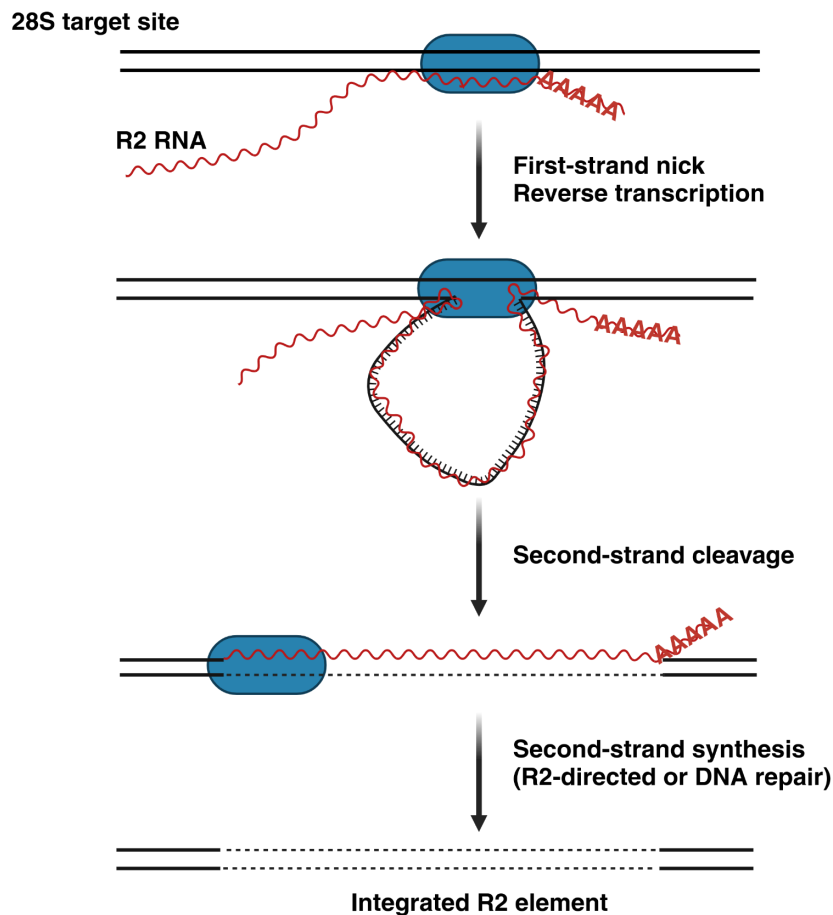 28S target site
AAAAA
R2 RNA
First-strand nick
Reverse transcription
AAAAA
Second-strand cleavage
AAAAA
Second-strand synthesis
(R2-directed or DNA repair)
Integrated R2 element